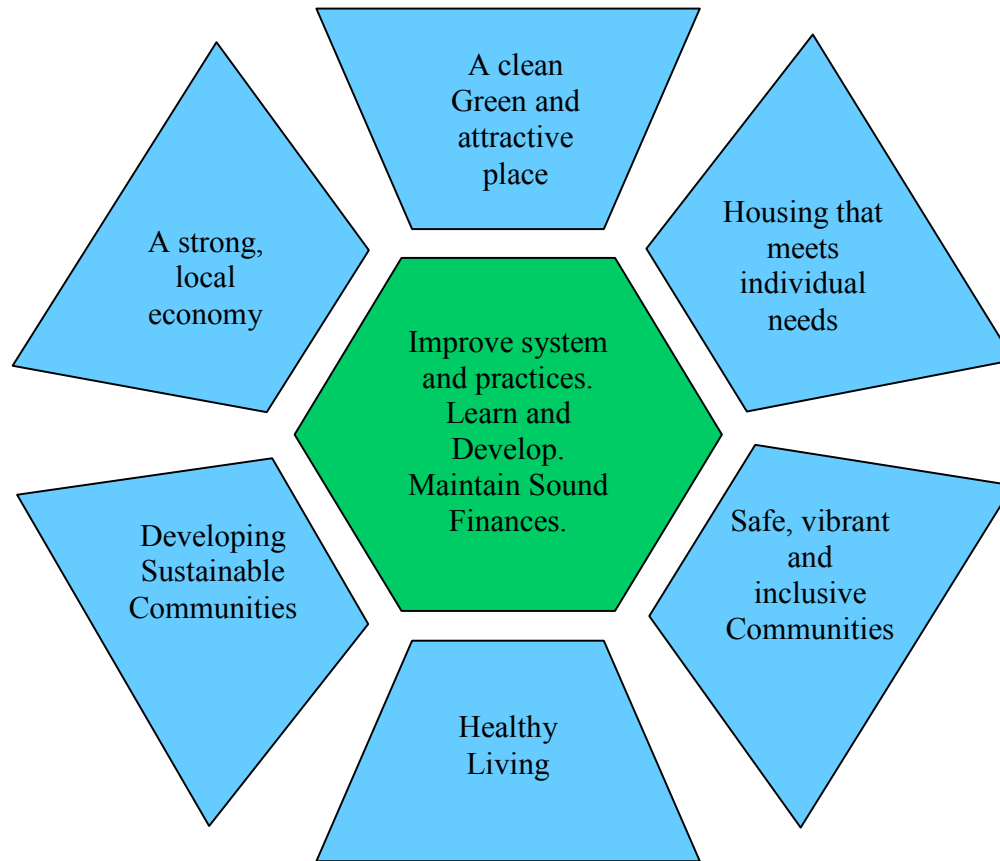 A clean
Green and
attractive
place
Housing that
meets
individual
needs
A strong,
local
economy
Improve system
and practices.
Learn and
Develop.
Maintain Sound
Finances.
Safe, vibrant
and
inclusive
Communities
Developing
Sustainable
Communities
Healthy
Living